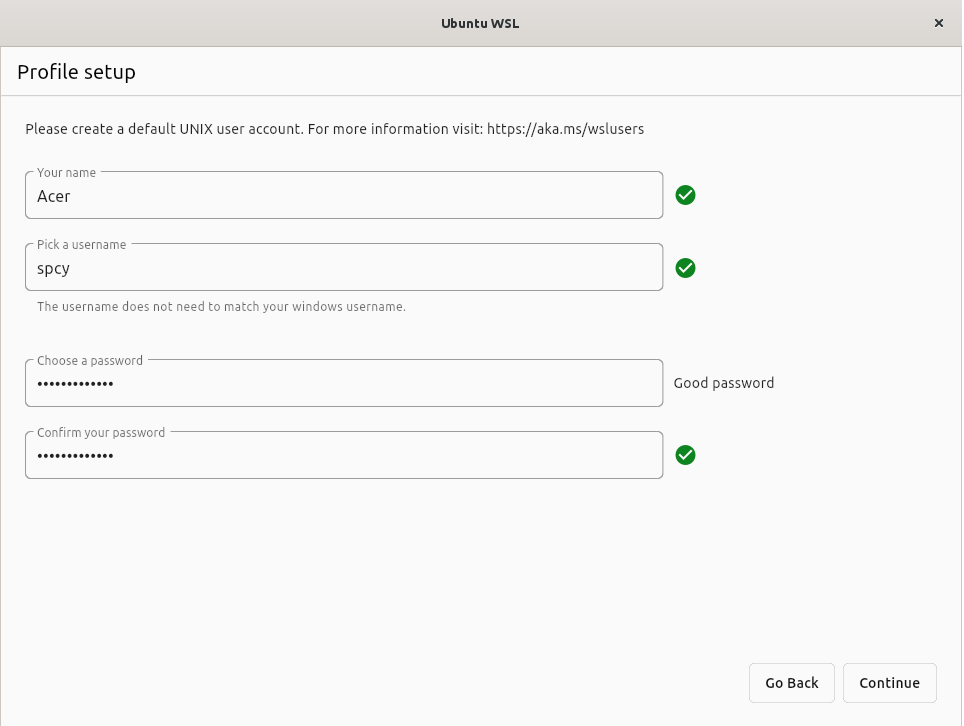 Ubuntu WSL
Profile setup
Please create a default UNIX user account. For more information visit: https://aka.ms/wslusers
Your name
Acer
Pick a username
spcy
The username does not need to match your windows username.
Choose a password
•••••••••••••
Good password
Confirm your password
•••••••••••••
Go Back
Continue